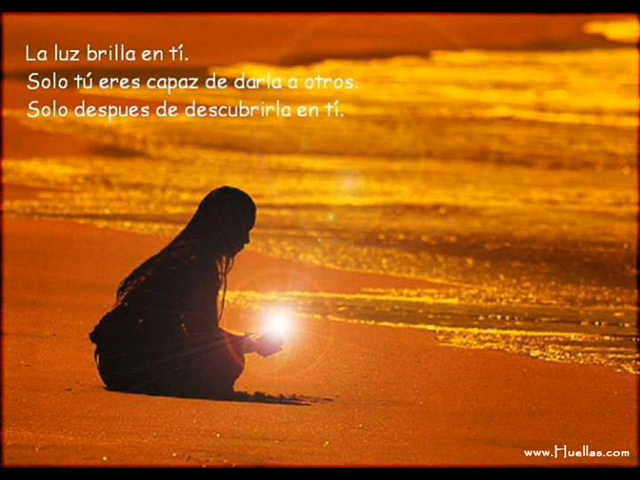 La luz brilla en tí.
Solo tú eres capaz de darla a otros.
Solo despues de descubrirla en tí.
www.Huellas.com